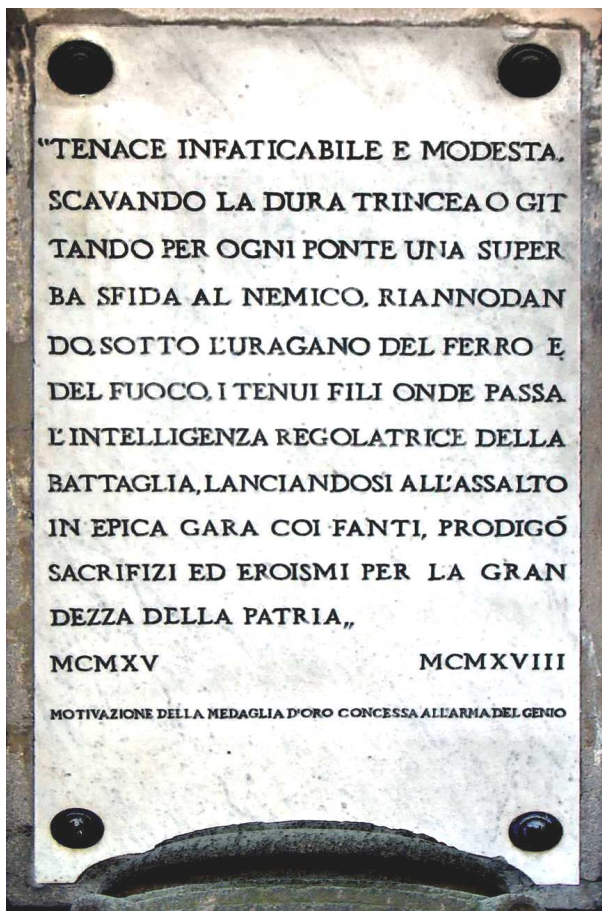 “TENACE INFATICABILE E MODESTA,
SCAVANDO LA DURA TRINCEA O GIT
TANDO PER OGNI PONTE UNA SUPER
BA SFIDA AL NEMICO, RIANNODAN
DO, SOTTO L'URAGANO DEL FERRO E
DEL FUOCO, I TENUI FILI ONDE PASSA
L'INTELLIGENZA REGOLATRICE DELLA
BATTAGLIA, LANCIANDOSI ALL'ASSALTO
IN EPICA GARA COI FANTI, PRODIGÓ
SACRIFIZI ED EROISMI PER LA GRAN
DEZZA DELLA PATRIA„
MCMXV MCMXVIII
MOTIVAZIONE DELLA MEDAGLIA D'ORO CONCESSA ALL'ARMA DEL GENIO